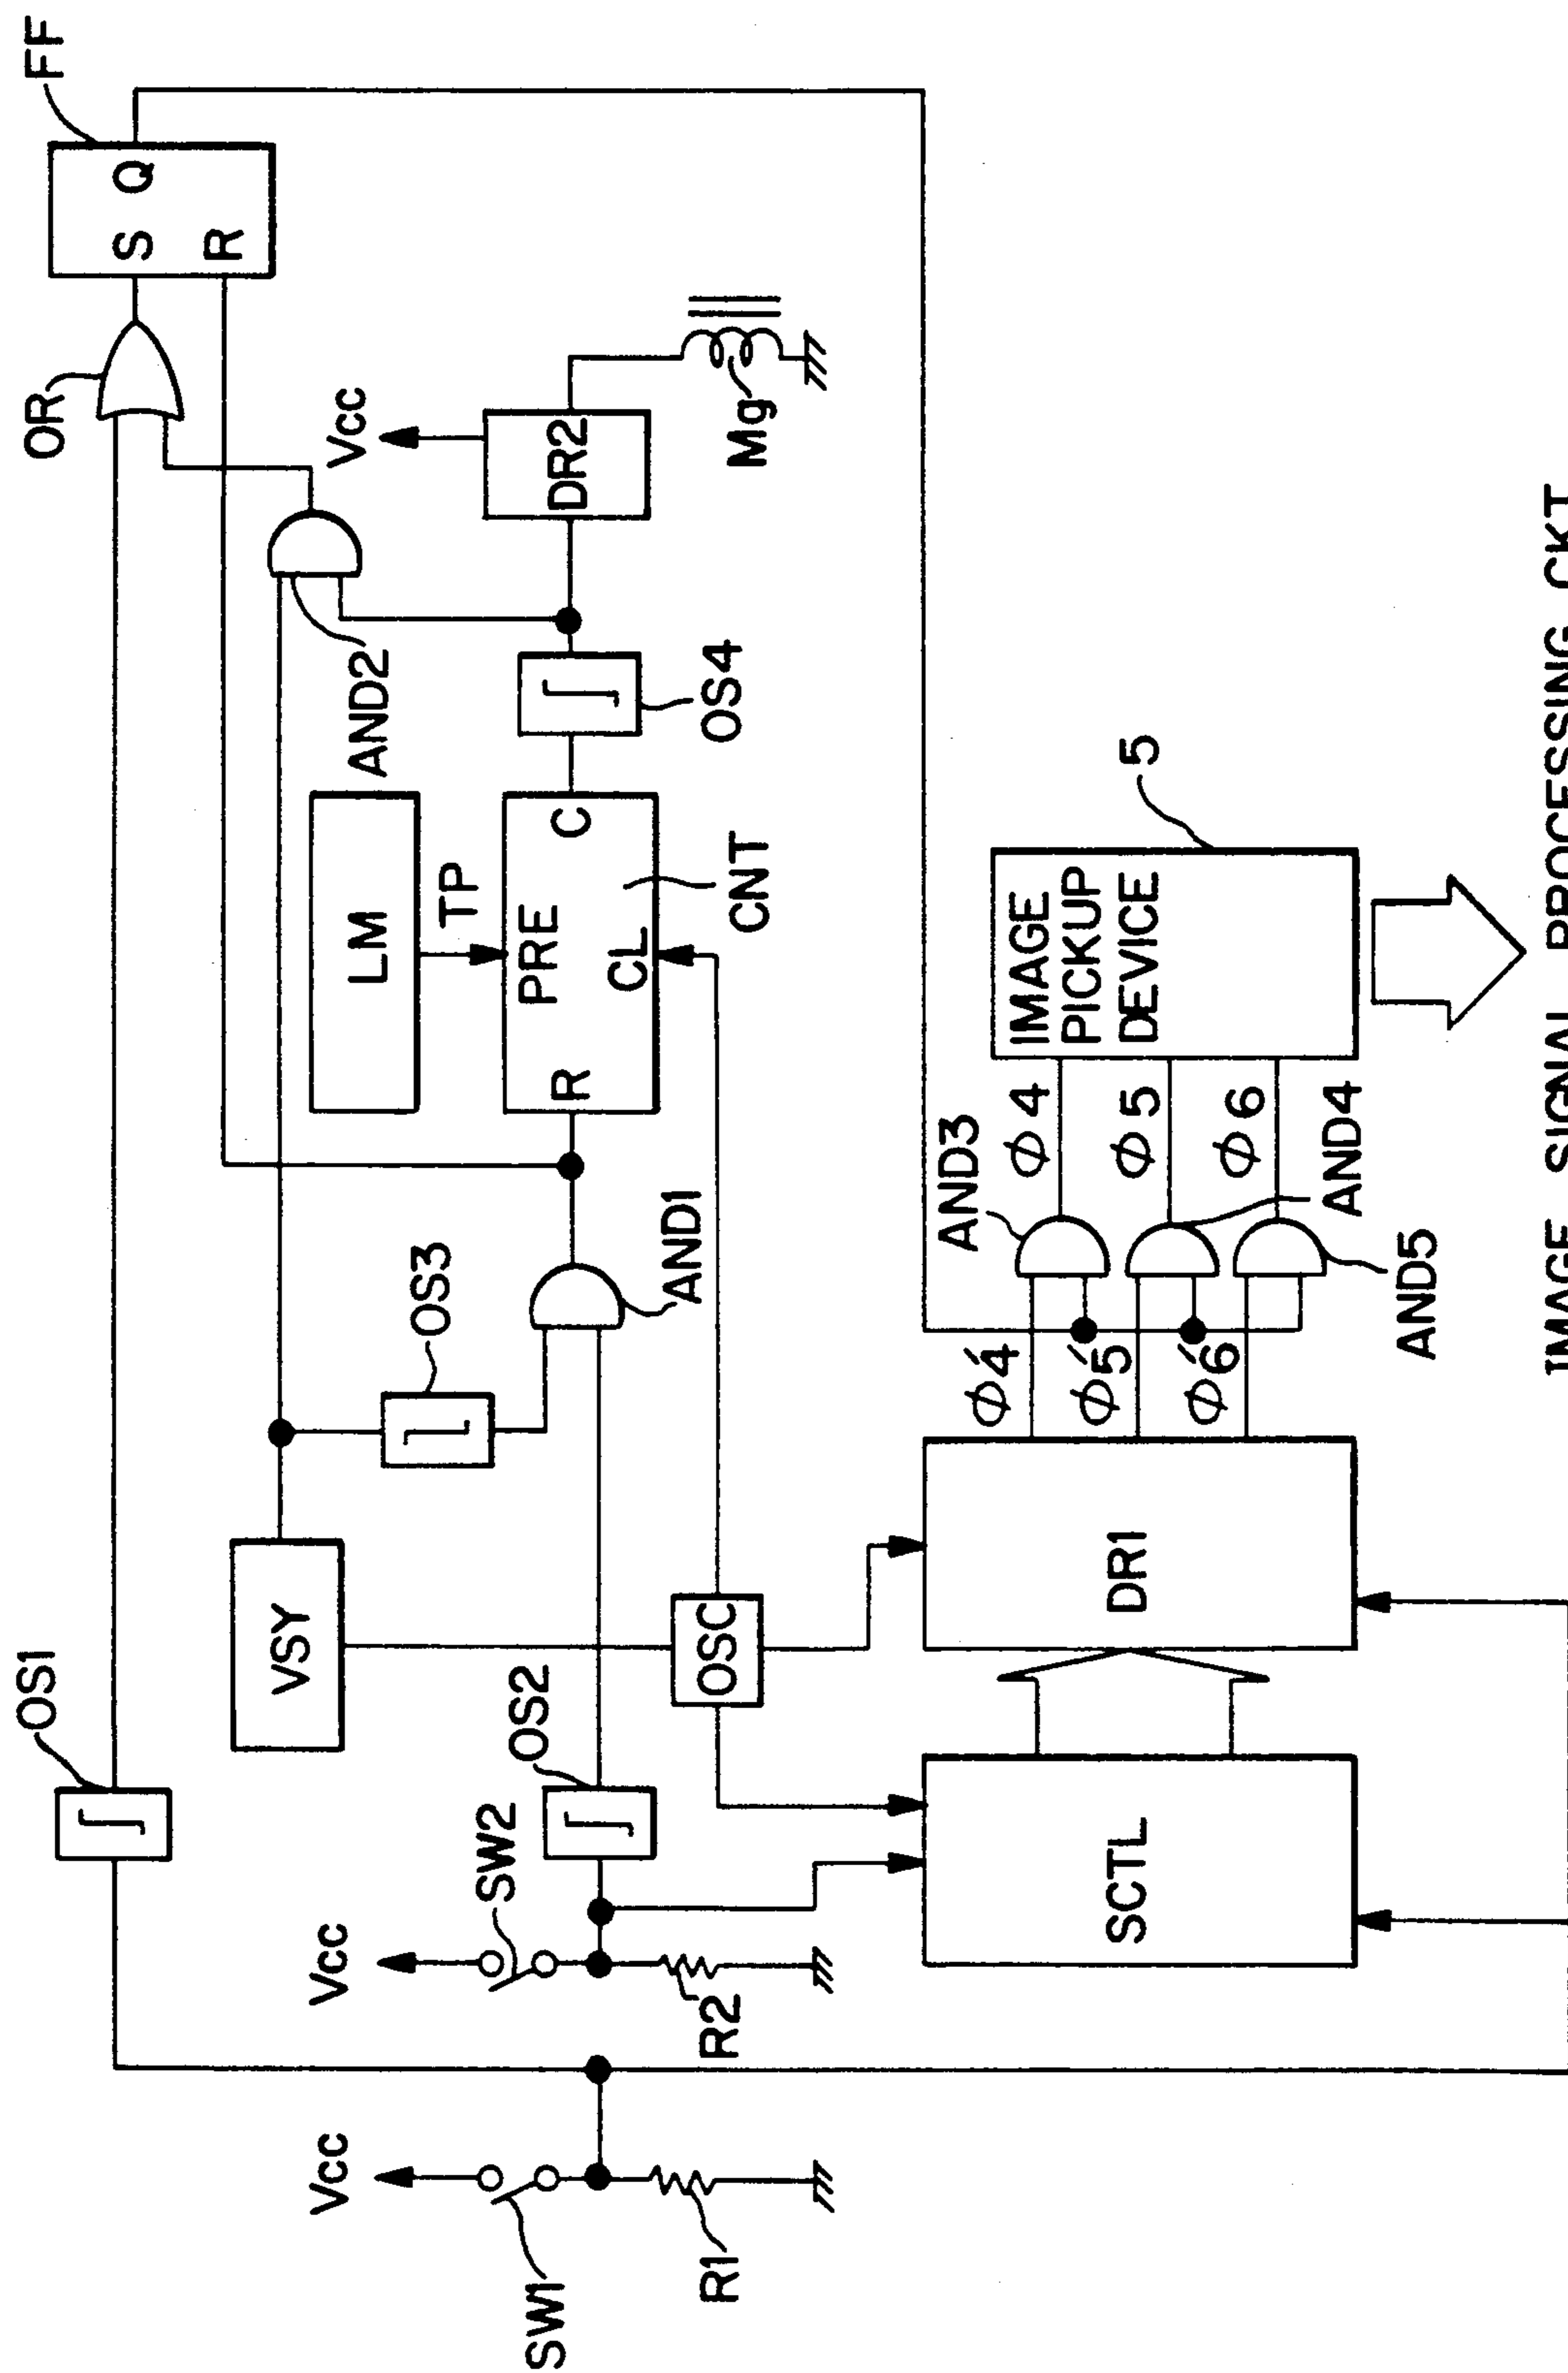 OS1
OR
FF
S Q
R
VSY
AND2
Vcc
DR2
Mg
LM
TP
OS3
PRE
R
C
CL
CNT
OS4
AND1
Vcc
SW1
R1
Vcc
SW2
R2
OS2
OSC
SCTL
DR1
φ'4
φ'5
φ'6
AND3
AND4
AND5
φ4
φ5
φ6
IMAGE
PICKUP
DEVICE
5
IMAGE SIGNAL PROCESSING CKT